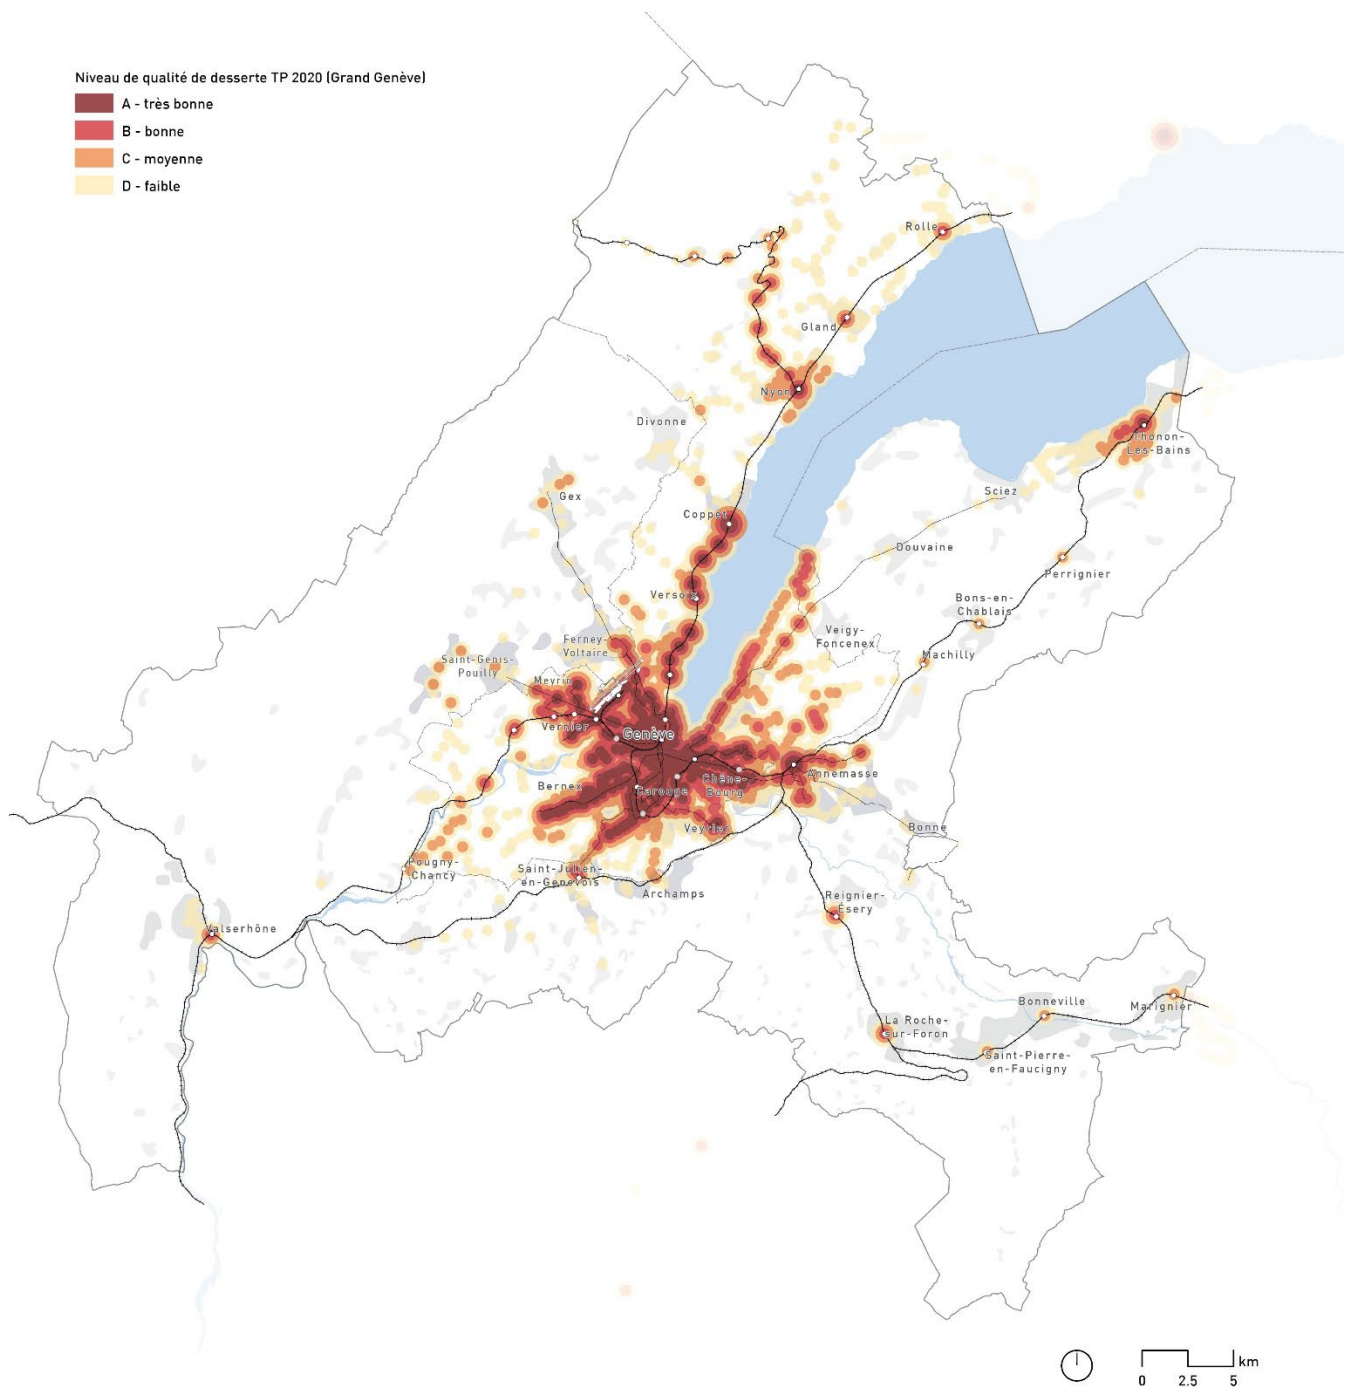 Niveau de qualité de desserte TP 2020 (Grand Genève)
A - très bonne
B - bonne
C - moyenne
D - faible
Rolle
Gland
Nyon
Divonne
Thonon-
Les-Bains
Gex
Sciez
Coppet
Douvaine
Perrignier
Versoix
Bons-en-
Chablais
Veigy-
Foncenex
Ferney-
Voltaire
Machilly
Saint-Genis-
Pouilly
Meyrin
Vernier
Genève
Annemasse
Chêne-
Bourg
Bernex
Carouge
Veyrier
Bonne
Pougny-
Chancy
Saint-Julien-
en-Genevois
Archamps
Reignier-
Ésery
Valserhône
Bonneville
Marignier
La Roche-
sur-Foron
Saint-Pierre-
en-Faucigny
km
0 2.5 5